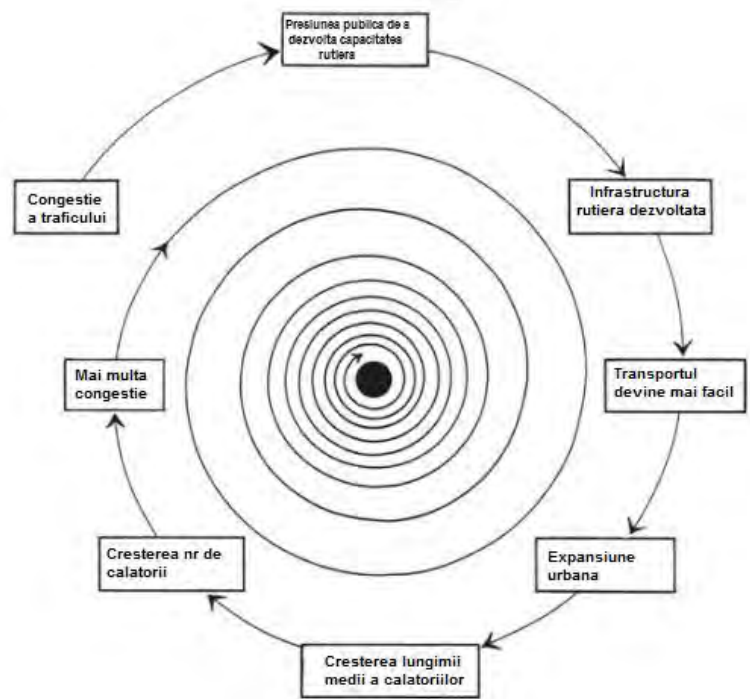 Presiunea publica de a
dezvolta capacitatea
rutiera
Infrastructura
rutiera dezvoltata
Transportul
devine mai facil
Expansiune
urbana
Cresterea lungimii
medii a calatoriilor
Cresterea nr de
calatorii
Mai multa
congestie
Congestie
a traficului